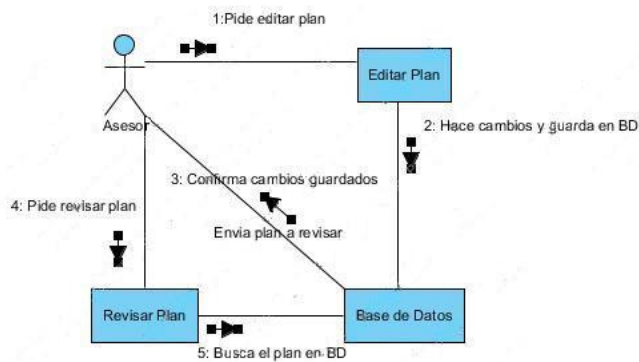 1:Pide editar plan
Editar Plan
Asesor
2: Hace cambios y guarda en BD
3: Confirma cambios guardados
4: Pide revisar plan
Envia plan a revisar
Revisar Plan
Base de Datos
5: Busca el plan en BD